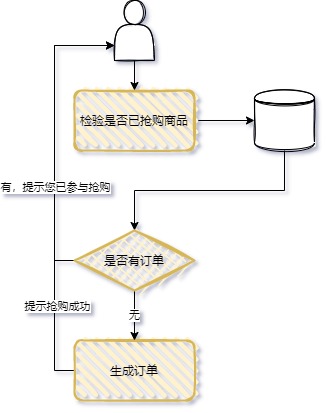 检验是否已抢购商品
有，提示您已参与抢购
是否有订单
提示抢购成功
无
生成订单